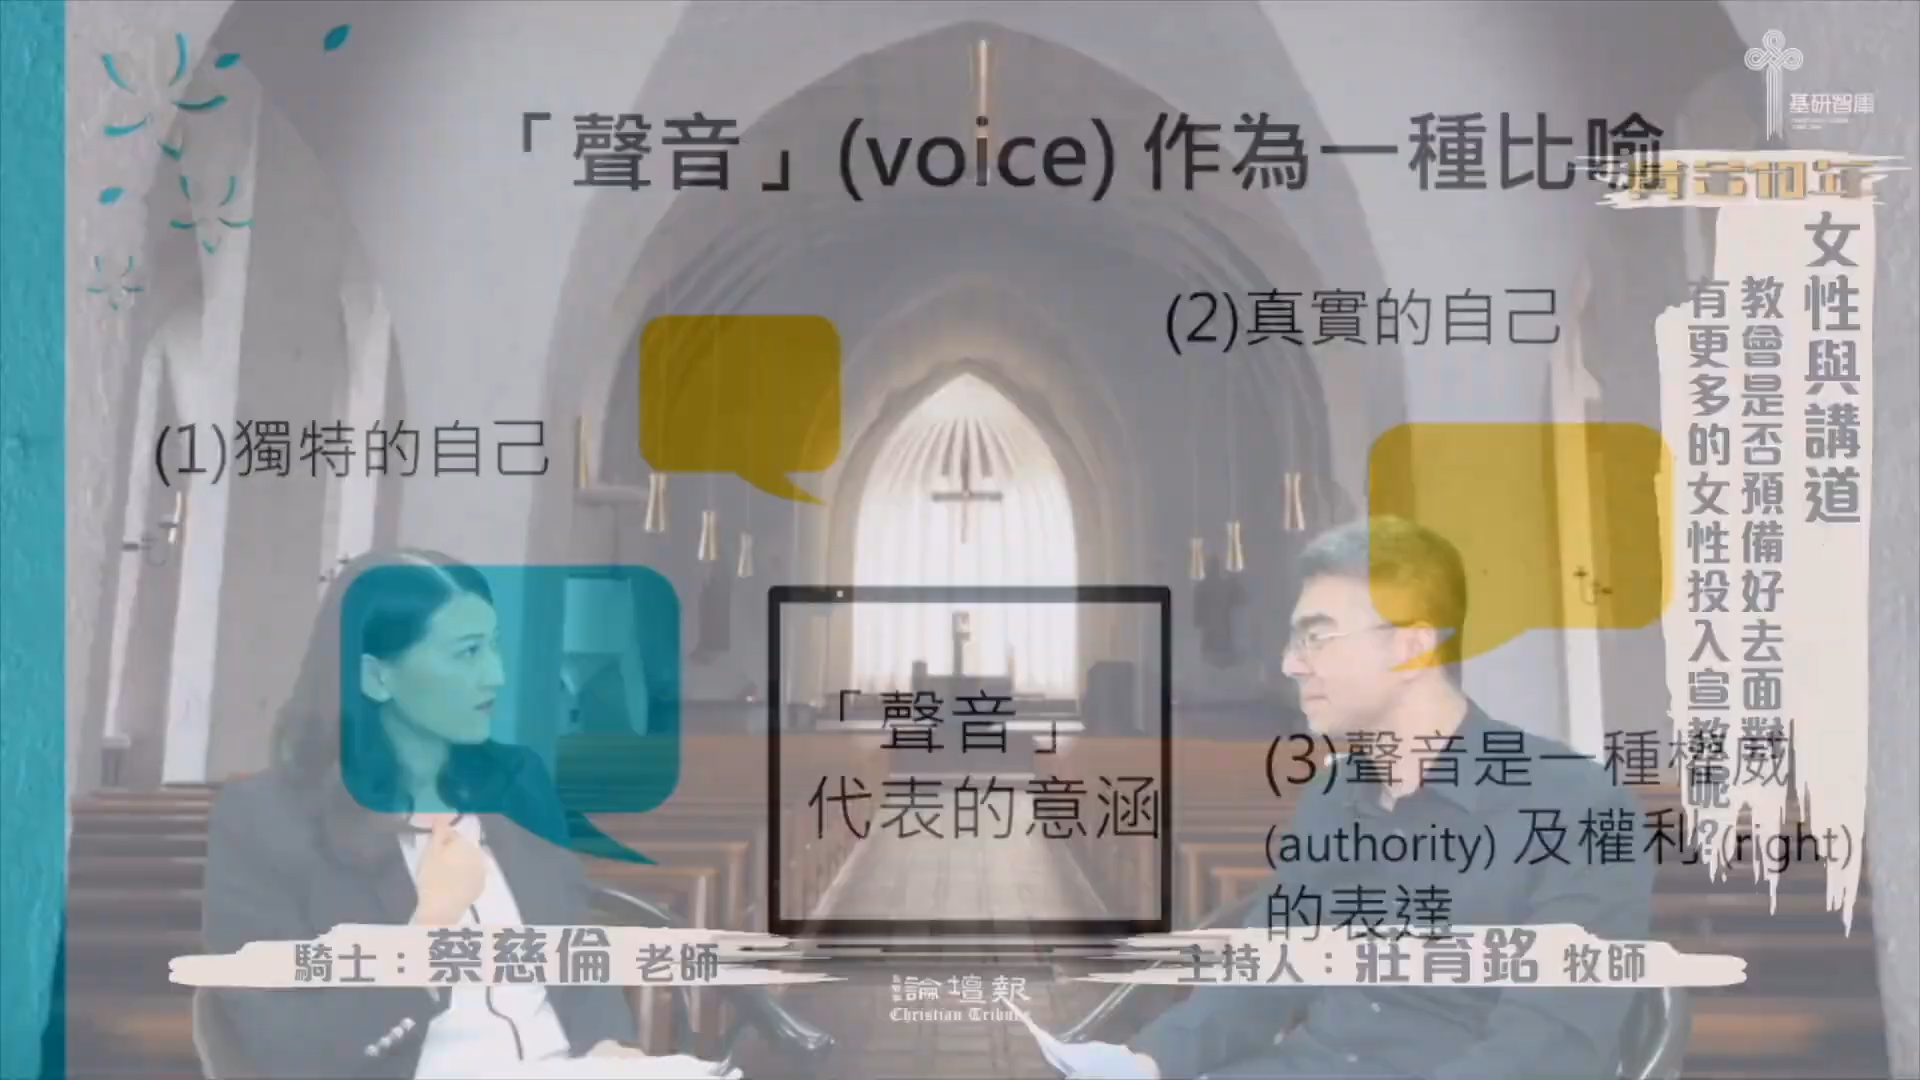 「聲音」(voice) 作為一種比喻
基研智庫
黃金十年
女性與講道
教會是否預備好去面對
有更多的女性投入宣教呢?
(1)獨特的自己
(2)真實的自己
「聲音」
代表的意涵
(3)聲音是一種權威
(authority) 及權利 (right)
的表達
騎士：蔡慈倫 老師
主持人：莊育銘 牧師
論壇報
Christian Tribune